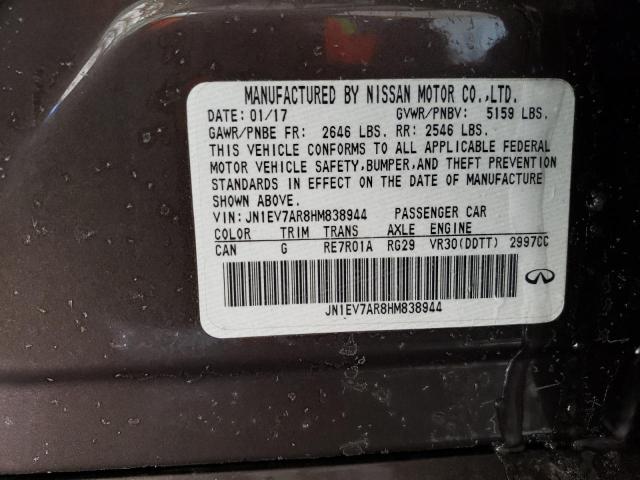 MANUFACTURED BY NISSAN MOTOR CO.,LTD.
DATE: 01/17 GVWR/PNBV: 5159 LBS.
GAWR/PNBE FR: 2646 LBS. RR: 2546 LBS.
THIS VEHICLE CONFORMS TO ALL APPLICABLE FEDERAL
MOTOR VEHICLE SAFETY, BUMPER, AND THEFT PREVENTION
STANDARDS IN EFFECT ON THE DATE OF MANUFACTURE
SHOWN ABOVE.
VIN: JN1EV7AR8HM838944 PASSENGER CAR
COLOR TRIM TRANS AXLE ENGINE
CAN G RE7R01A RG29 VR30(DDTT) 2997CC
JN1EV7AR8HM838944